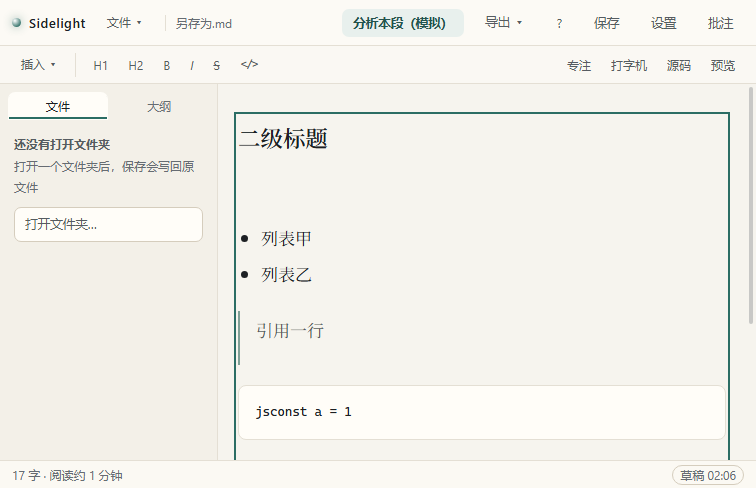 Sidelight 文件 ▾ 另存为.md 分析本段（模拟） 导出 ▾ ? 保存 设置 批注
插入 ▾ H1 H2 B I S </> 专注 打字机 源码 预览
文件 大纲
还没有打开文件夹
打开一个文件夹后，保存会写回原
文件
打开文件夹...
二级标题
列表甲
列表乙
引用一行
jsconst a = 1
17 字 · 阅读约 1 分钟 草稿 02:06